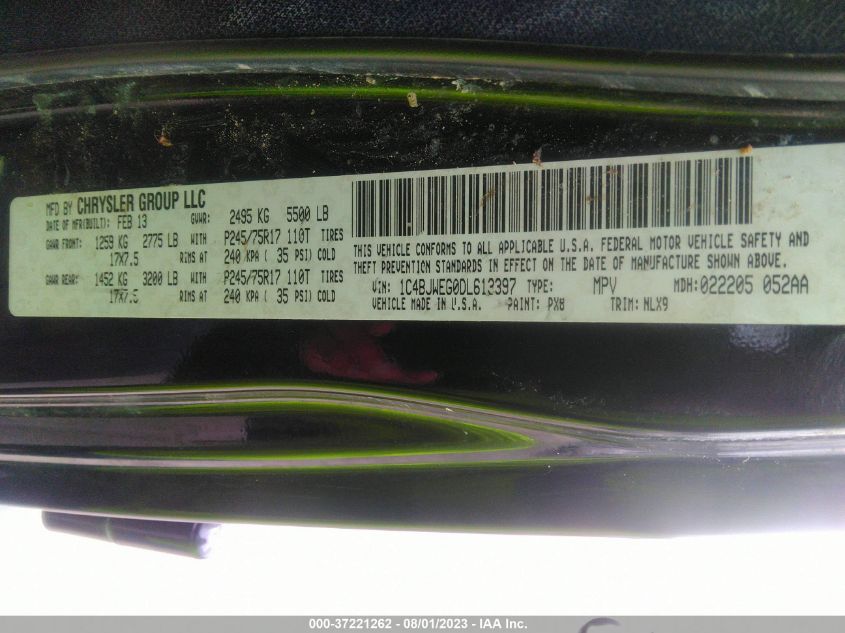 MFD BY CHRYSLER GROUP LLC
DATE OF MFR(BUILT): FEB 13 GVWR: 2495 KG 5500 LB
GAWR FRONT: 1259 KG 2775 LB WITH P245/75R17 110T TIRES
17X7.5 RIMS AT 240 KPA ( 35 PSI) COLD
GAWR REAR: 1452 KG 3200 LB WITH P245/75R17 110T TIRES
17X7.5 RIMS AT 240 KPA ( 35 PSI) COLD
THIS VEHICLE CONFORMS TO ALL APPLICABLE U.S.A. FEDERAL MOTOR VEHICLE SAFETY AND
THEFT PREVENTION STANDARDS IN EFFECT ON THE DATE OF MANUFACTURE SHOWN ABOVE.
VIN: 1C4BJWEG0DL612397 TYPE: MPV MDH: 022205 052AA
VEHICLE MADE IN U.S.A. PAINT: PX8 TRIM: NLX9
000-37221262 - 08/01/2023 - IAA Inc.